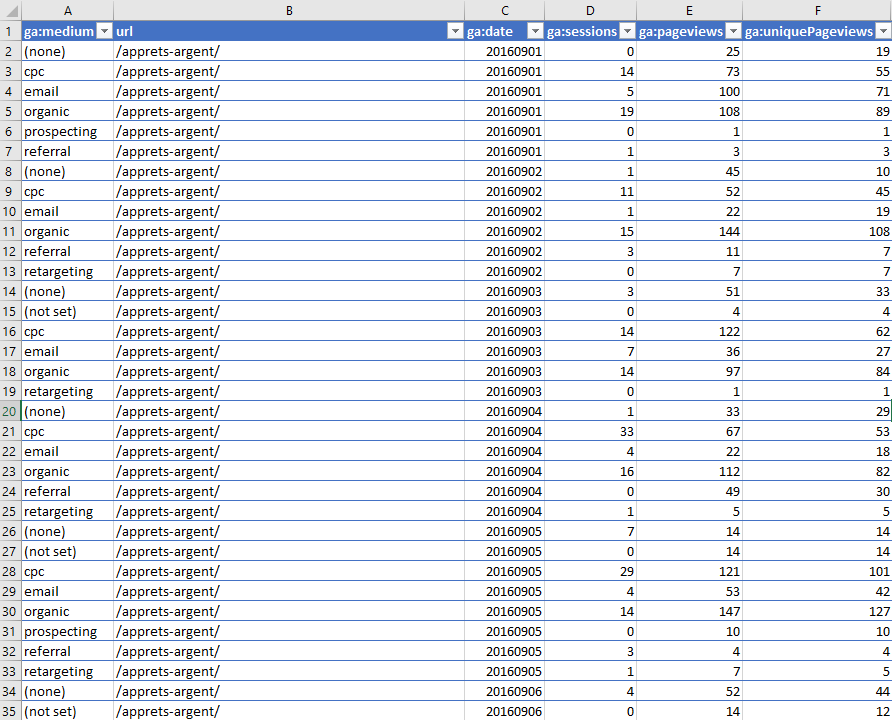 A B C D E F
1 ga:medium url ga:date ga:sessions ga:pageviews ga:uniquePageviews
2 (none) /apprets-argent/ 20160901 0 25 19
3 cpc /apprets-argent/ 20160901 14 73 55
4 email /apprets-argent/ 20160901 5 100 71
5 organic /apprets-argent/ 20160901 19 108 89
6 prospecting /apprets-argent/ 20160901 0 1 1
7 referral /apprets-argent/ 20160901 1 3 3
8 (none) /apprets-argent/ 20160902 1 45 10
9 cpc /apprets-argent/ 20160902 11 52 45
10 email /apprets-argent/ 20160902 1 22 19
11 organic /apprets-argent/ 20160902 15 144 108
12 referral /apprets-argent/ 20160902 3 11 7
13 retargeting /apprets-argent/ 20160902 0 7 7
14 (none) /apprets-argent/ 20160903 3 51 33
15 (not set) /apprets-argent/ 20160903 0 4 4
16 cpc /apprets-argent/ 20160903 14 122 62
17 email /apprets-argent/ 20160903 7 36 27
18 organic /apprets-argent/ 20160903 14 97 84
19 retargeting /apprets-argent/ 20160903 0 1 1
20 (none) /apprets-argent/ 20160904 1 33 29
21 cpc /apprets-argent/ 20160904 33 67 53
22 email /apprets-argent/ 20160904 4 22 18
23 organic /apprets-argent/ 20160904 16 112 82
24 referral /apprets-argent/ 20160904 0 49 30
25 retargeting /apprets-argent/ 20160904 1 5 5
26 (none) /apprets-argent/ 20160905 7 14 14
27 (not set) /apprets-argent/ 20160905 0 14 14
28 cpc /apprets-argent/ 20160905 29 121 101
29 email /apprets-argent/ 20160905 4 53 42
30 organic /apprets-argent/ 20160905 14 147 127
31 prospecting /apprets-argent/ 20160905 0 10 10
32 referral /apprets-argent/ 20160905 3 4 4
33 retargeting /apprets-argent/ 20160905 1 7 5
34 (none) /apprets-argent/ 20160906 4 52 44
35 (not set) /apprets-argent/ 20160906 0 14 12